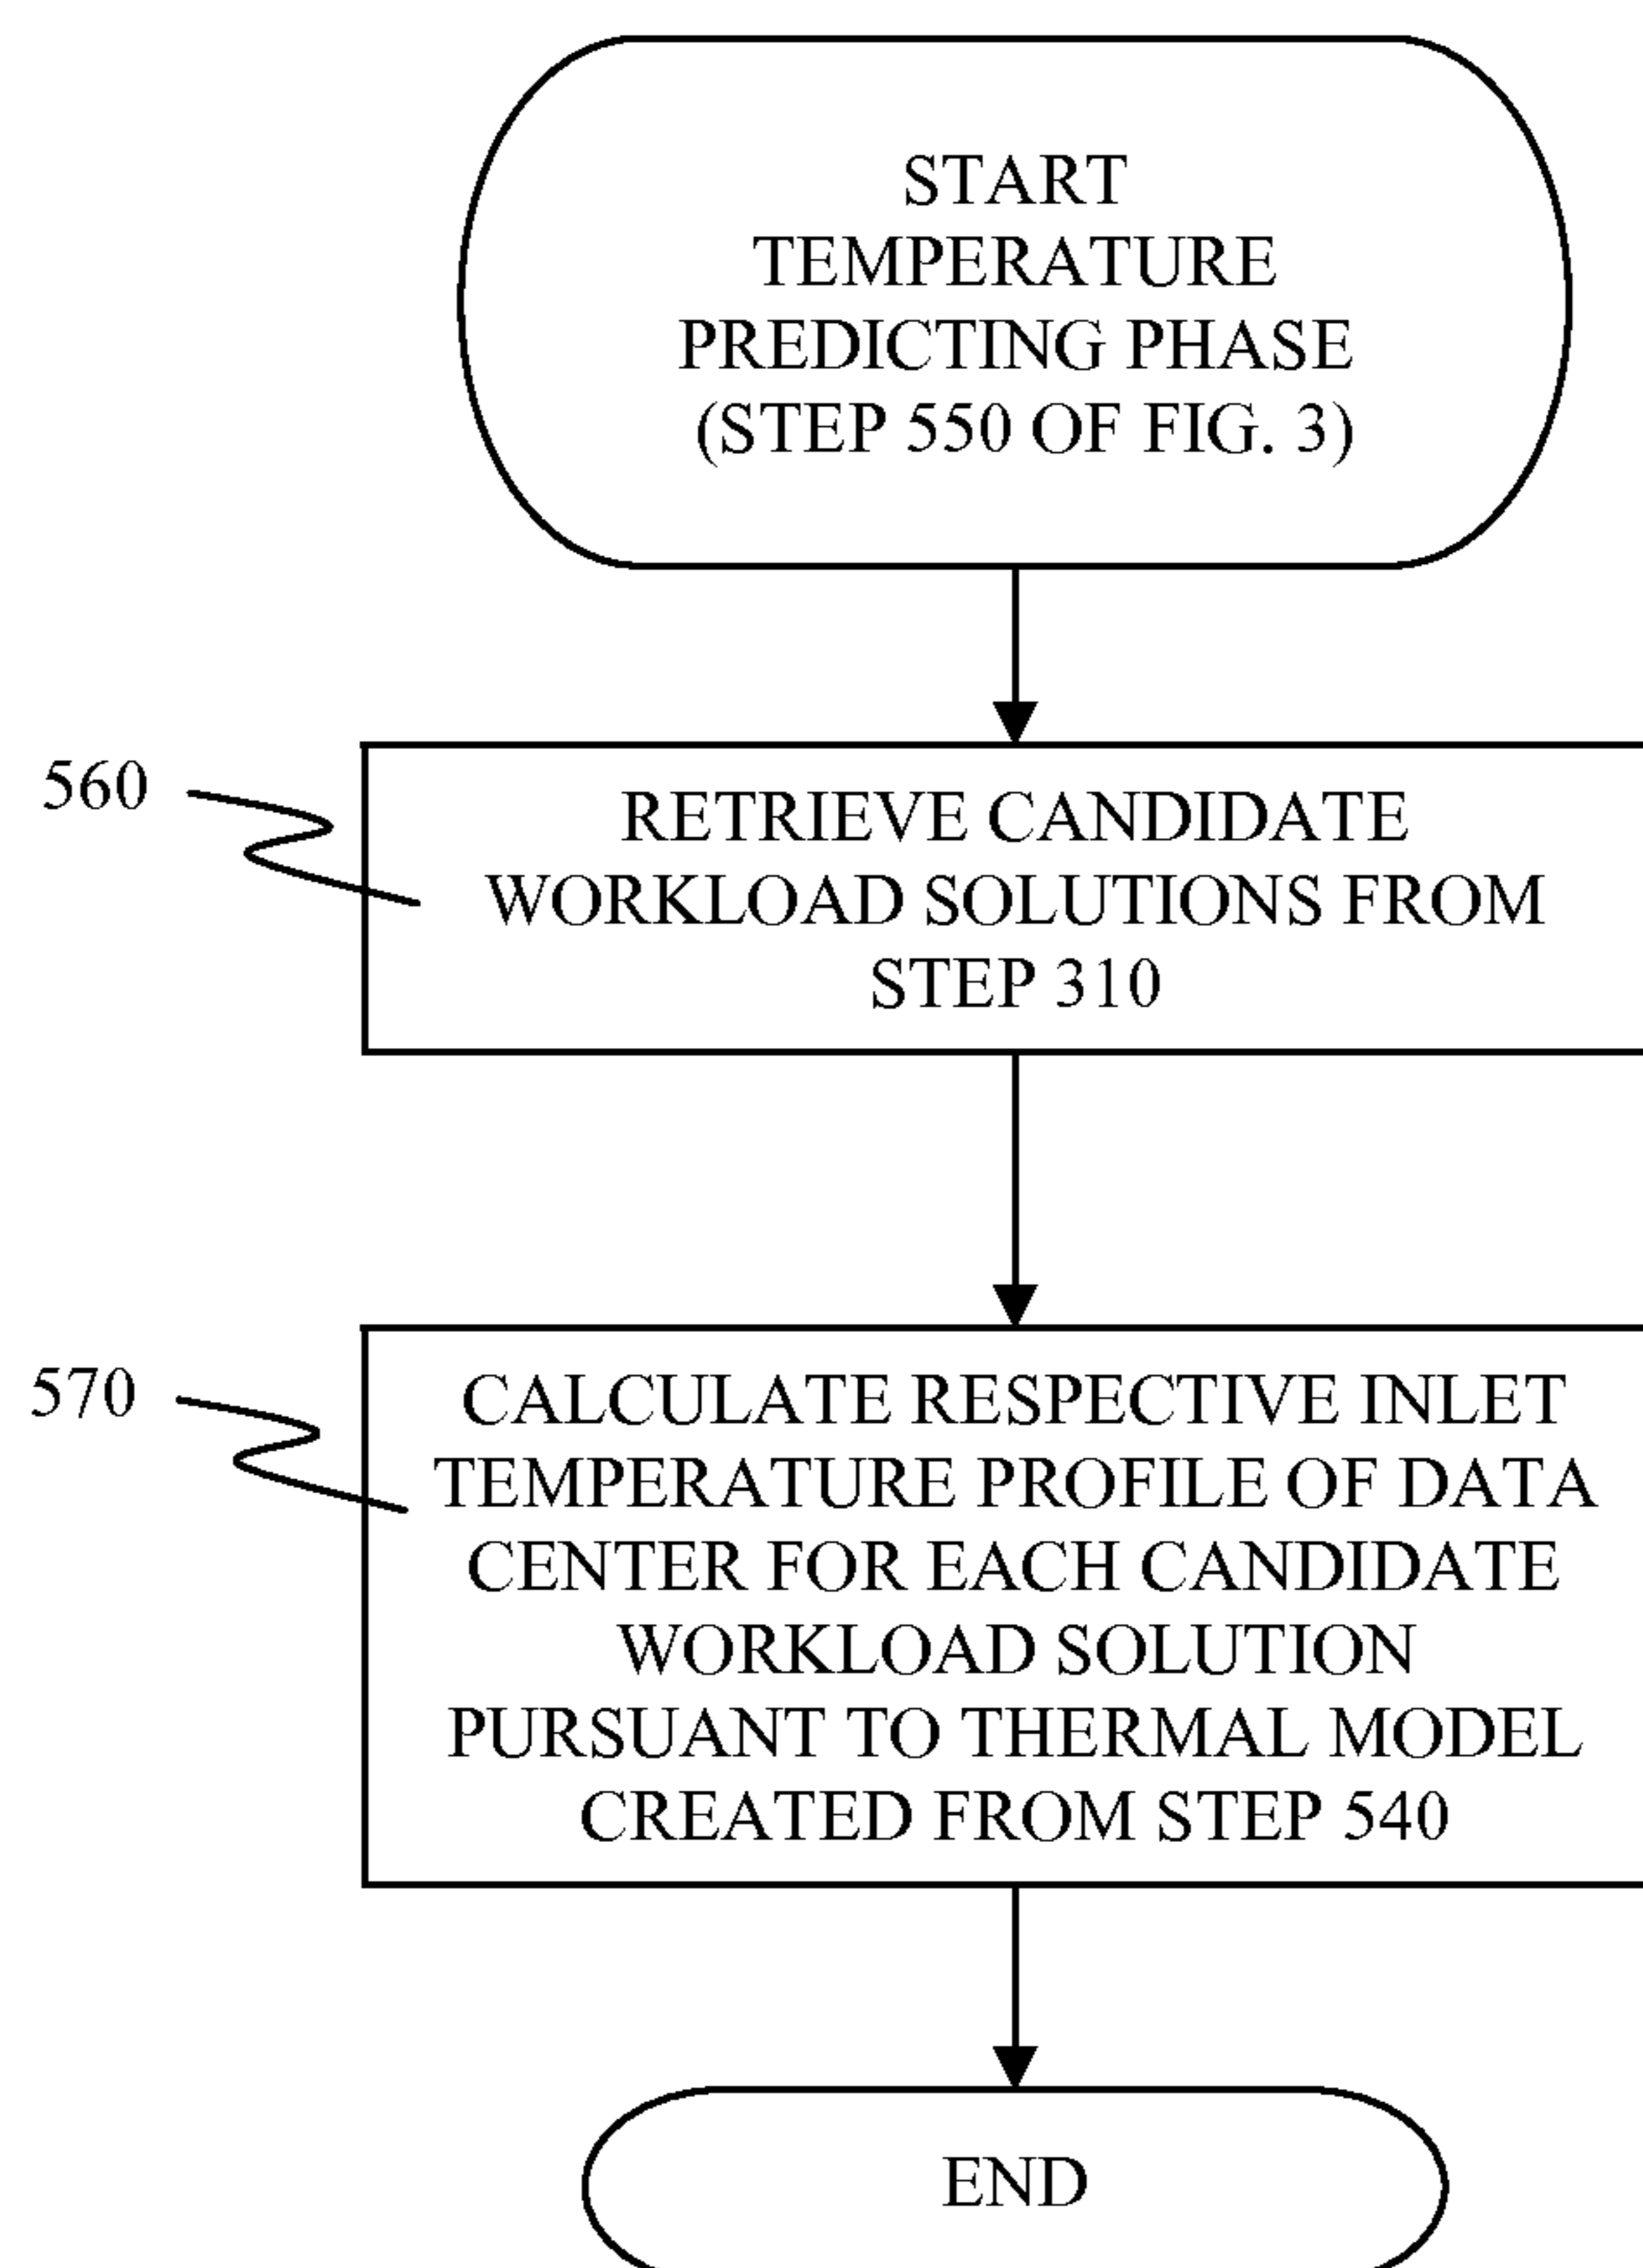 START
TEMPERATURE
PREDICTING PHASE
(STEP 550 OF FIG. 3)
560
RETRIEVE CANDIDATE
WORKLOAD SOLUTIONS FROM
STEP 310
570
CALCULATE RESPECTIVE INLET
TEMPERATURE PROFILE OF DATA
CENTER FOR EACH CANDIDATE
WORKLOAD SOLUTION
PURSUANT TO THERMAL MODEL
CREATED FROM STEP 540
END